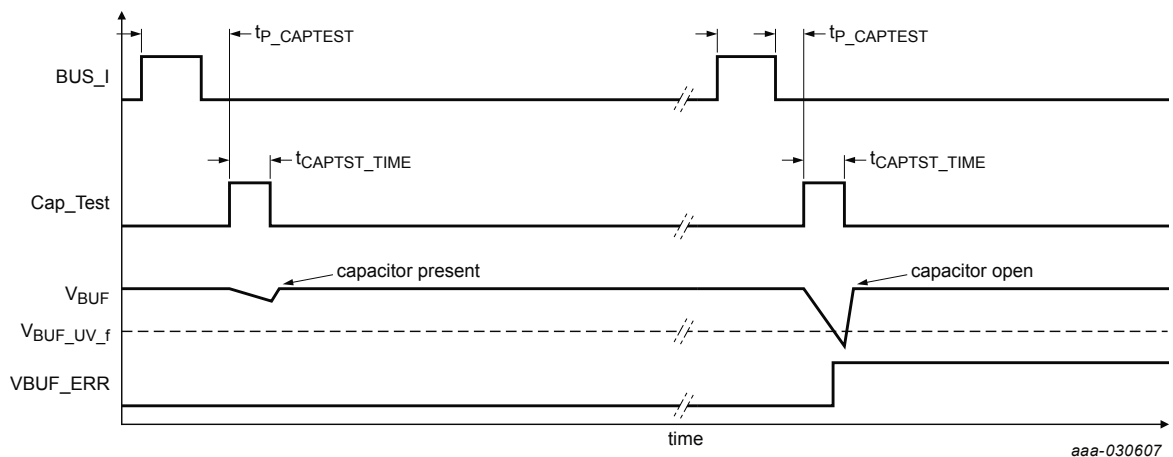 tP_CAPTEST
tP_CAPTEST
BUS_I
tCAPTST_TIME
tCAPTST_TIME
Cap_Test
capacitor present
capacitor open
VBUF
VBUF_UV_f
VBUF_ERR
time
aaa-030607